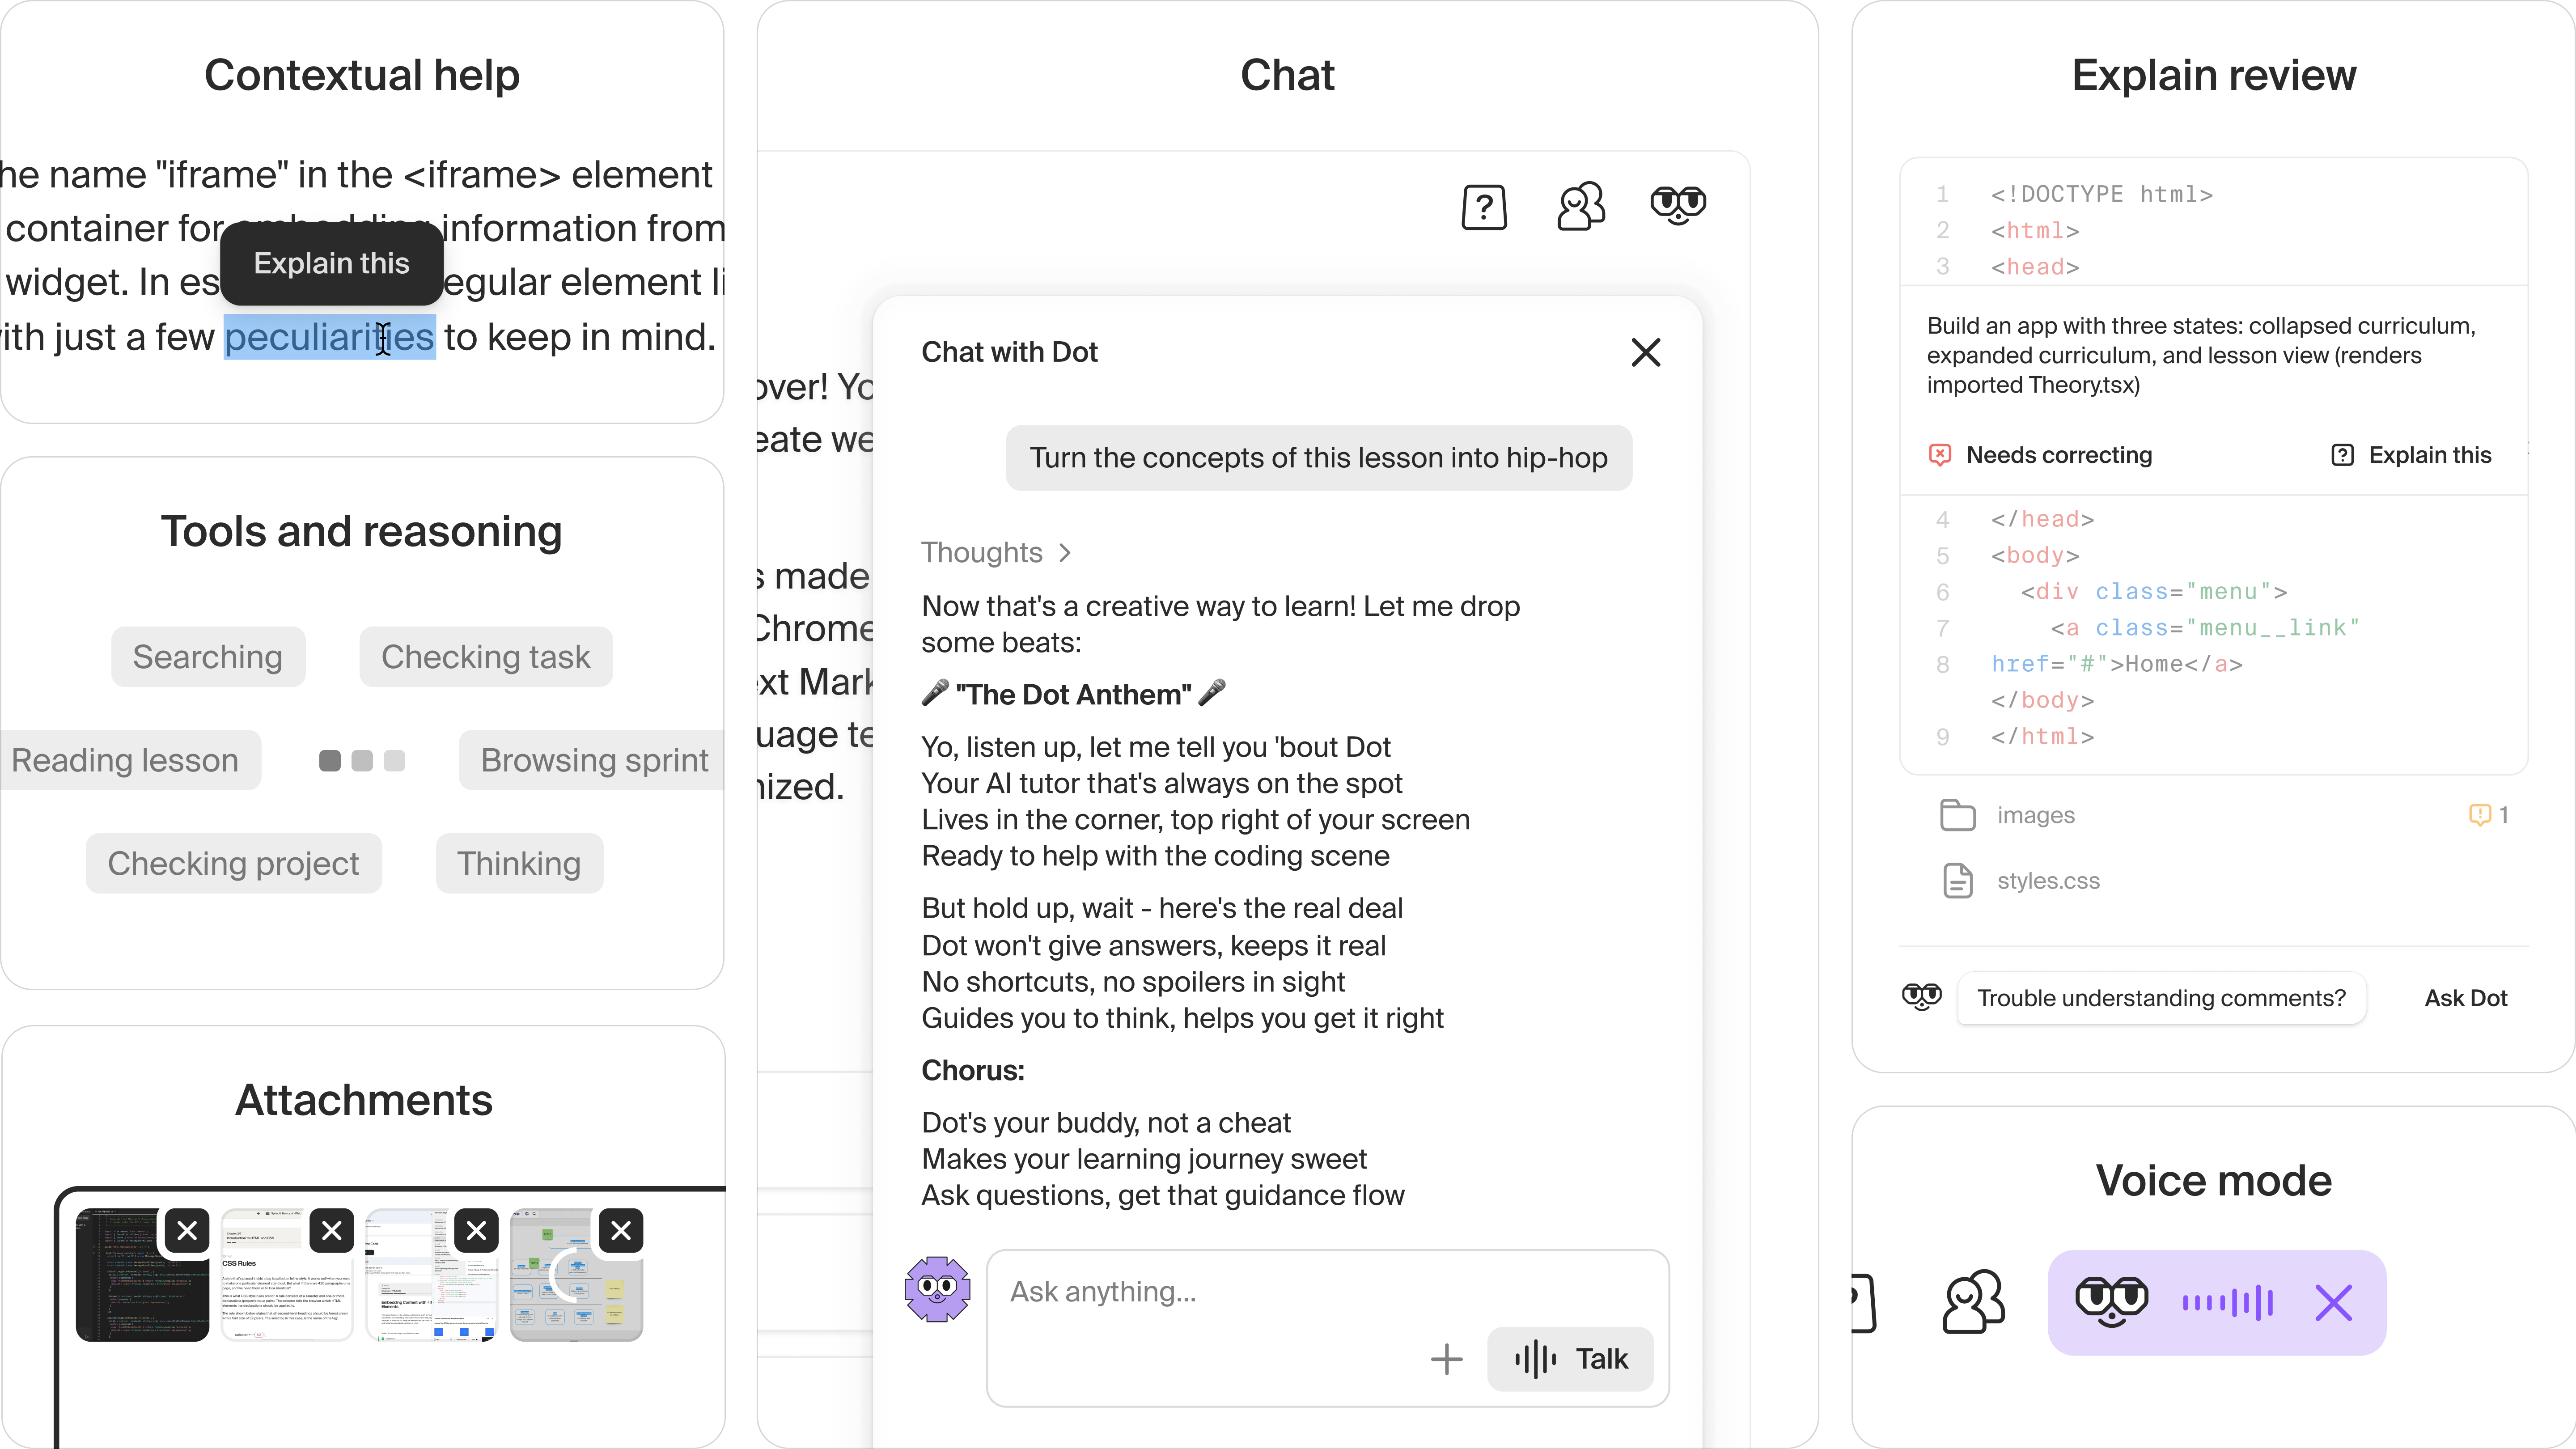 Contextual help
he name "iframe" in the <iframe> element
container for embedding information from
Explain this
widget. In es
egular element li
ith just a few peculiarities to keep in mind.
Tools and reasoning
Searching
Checking task
Reading lesson
Browsing sprint
Checking project
Thinking
Attachments
CSS Rules
Chat
over! Yo
eate we
s made
Chrome
ext Mark
uage te
nized.
Chat with Dot
Turn the concepts of this lesson into hip-hop
Thoughts
Now that's a creative way to learn! Let me drop
some beats:
🎤 "The Dot Anthem" 🎤
Yo, listen up, let me tell you 'bout Dot
Your AI tutor that's always on the spot
Lives in the corner, top right of your screen
Ready to help with the coding scene
But hold up, wait - here's the real deal
Dot won't give answers, keeps it real
No shortcuts, no spoilers in sight
Guides you to think, helps you get it right
Chorus:
Dot's your buddy, not a cheat
Makes your learning journey sweet
Ask questions, get that guidance flow
Ask anything...
Talk
Explain review
1 <!DOCTYPE html>
2 <html>
3 <head>
Build an app with three states: collapsed curriculum,
expanded curriculum, and lesson view (renders
imported Theory.tsx)
Needs correcting
Explain this
4 </head>
5 <body>
6 <div class="menu">
7 <a class="menu__link"
8 href="#">Home</a>
</body>
9 </html>
images
1
styles.css
Trouble understanding comments?
Ask Dot
Voice mode